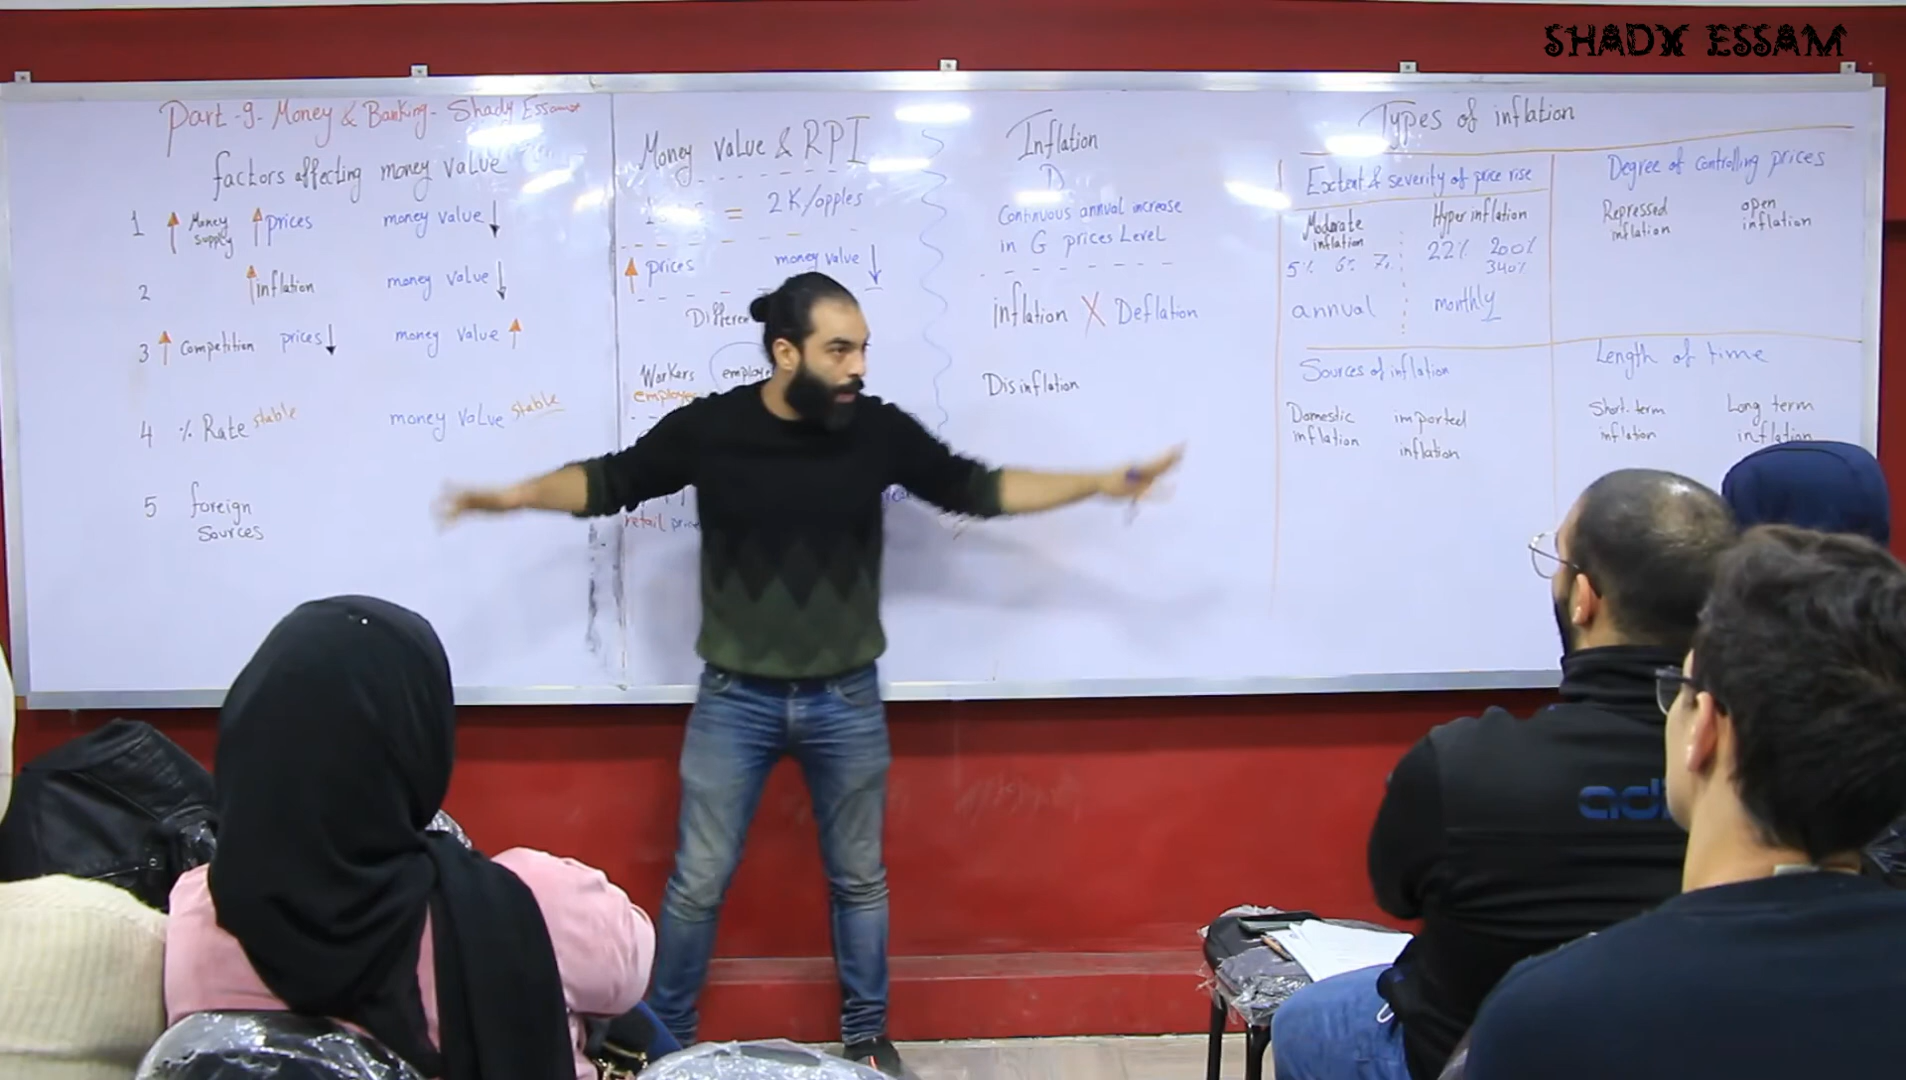 SHADY ESSAM
Part -9- Money & Banking - Shady Essam
factors affecting money value
1 Money supply prices money value
2 inflation money value
3 Competition prices money value
4 % Rate stable money value stable
5 foreign
sources
Money value & RPI
= 2 K/apples
prices money value
Workers
retail
Inflation
D
Continuous annual increase
in G prices Level
inflation X Deflation
Disinflation
Types of inflation
Extent & severity of price rise
Moderate
inflation
5% 6%
annual
Hyper inflation
22% 200%
340%
monthly
Degree of controlling prices
Repressed
inflation
open
inflation
Sources of inflation
Domestic
inflation
imported
inflation
Length of time
Short-term
inflation
Long term
inflation